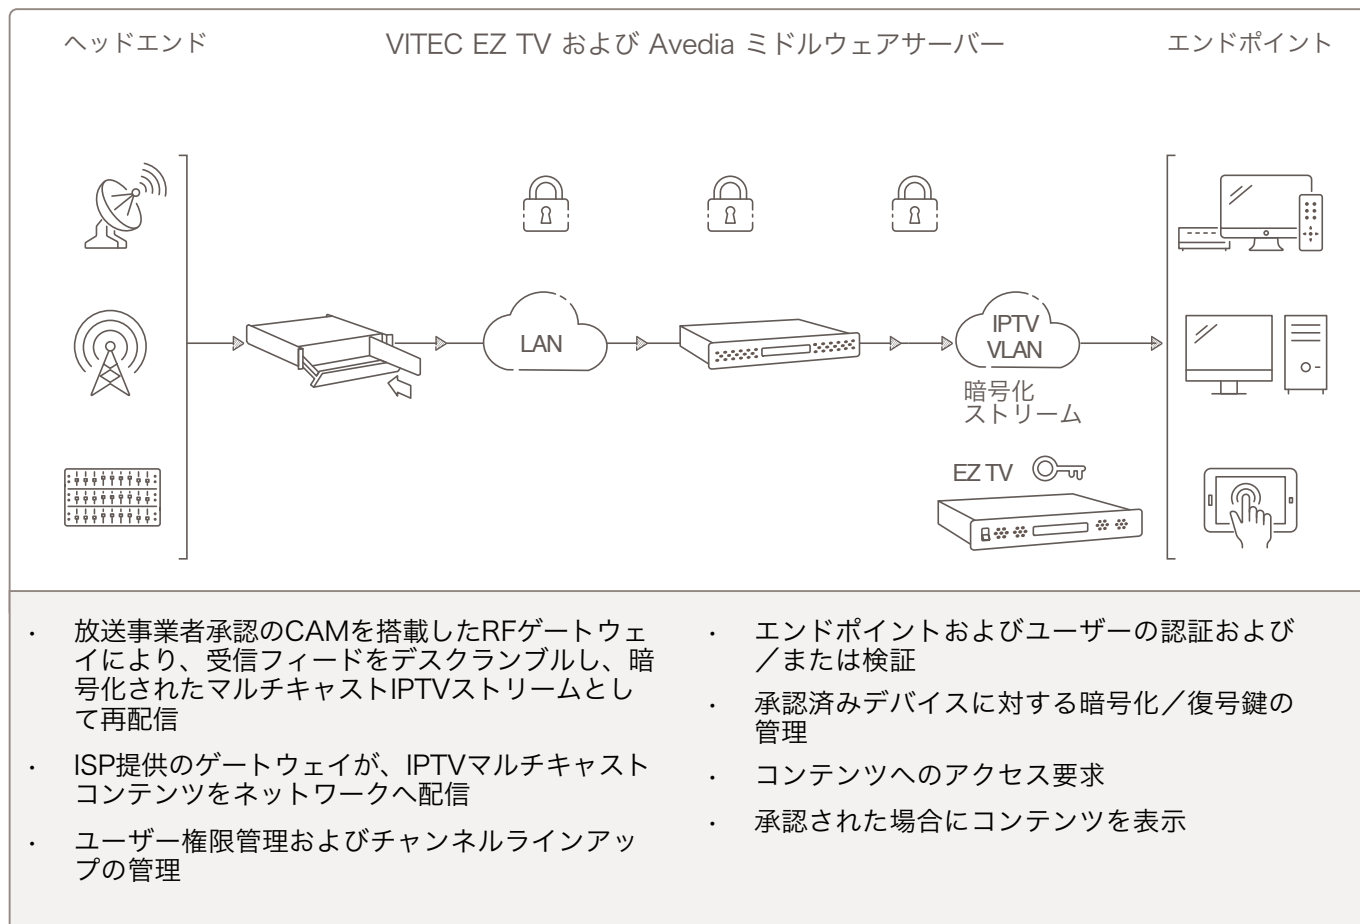 ヘッドエンド
VITEC EZ TV および Avedia ミドルウェアサーバー
エンドポイント
LAN
IPTV
VLAN
暗号化
ストリーム
EZ TV
・ 放送事業者承認のCAMを搭載したRFゲートウェ
イにより、受信フィードをデスクランブルし、暗
号化されたマルチキャストIPTVストリームとし
て再配信
・ ISP提供のゲートウェイが、IPTVマルチキャスト
コンテンツをネットワークへ配信
・ ユーザー権限管理およびチャンネルラインアッ
プの管理
・ エンドポイントおよびユーザーの認証および
／または検証
・ 承認済みデバイスに対する暗号化／復号鍵の
管理
・ コンテンツへのアクセス要求
・ 承認された場合にコンテンツを表示